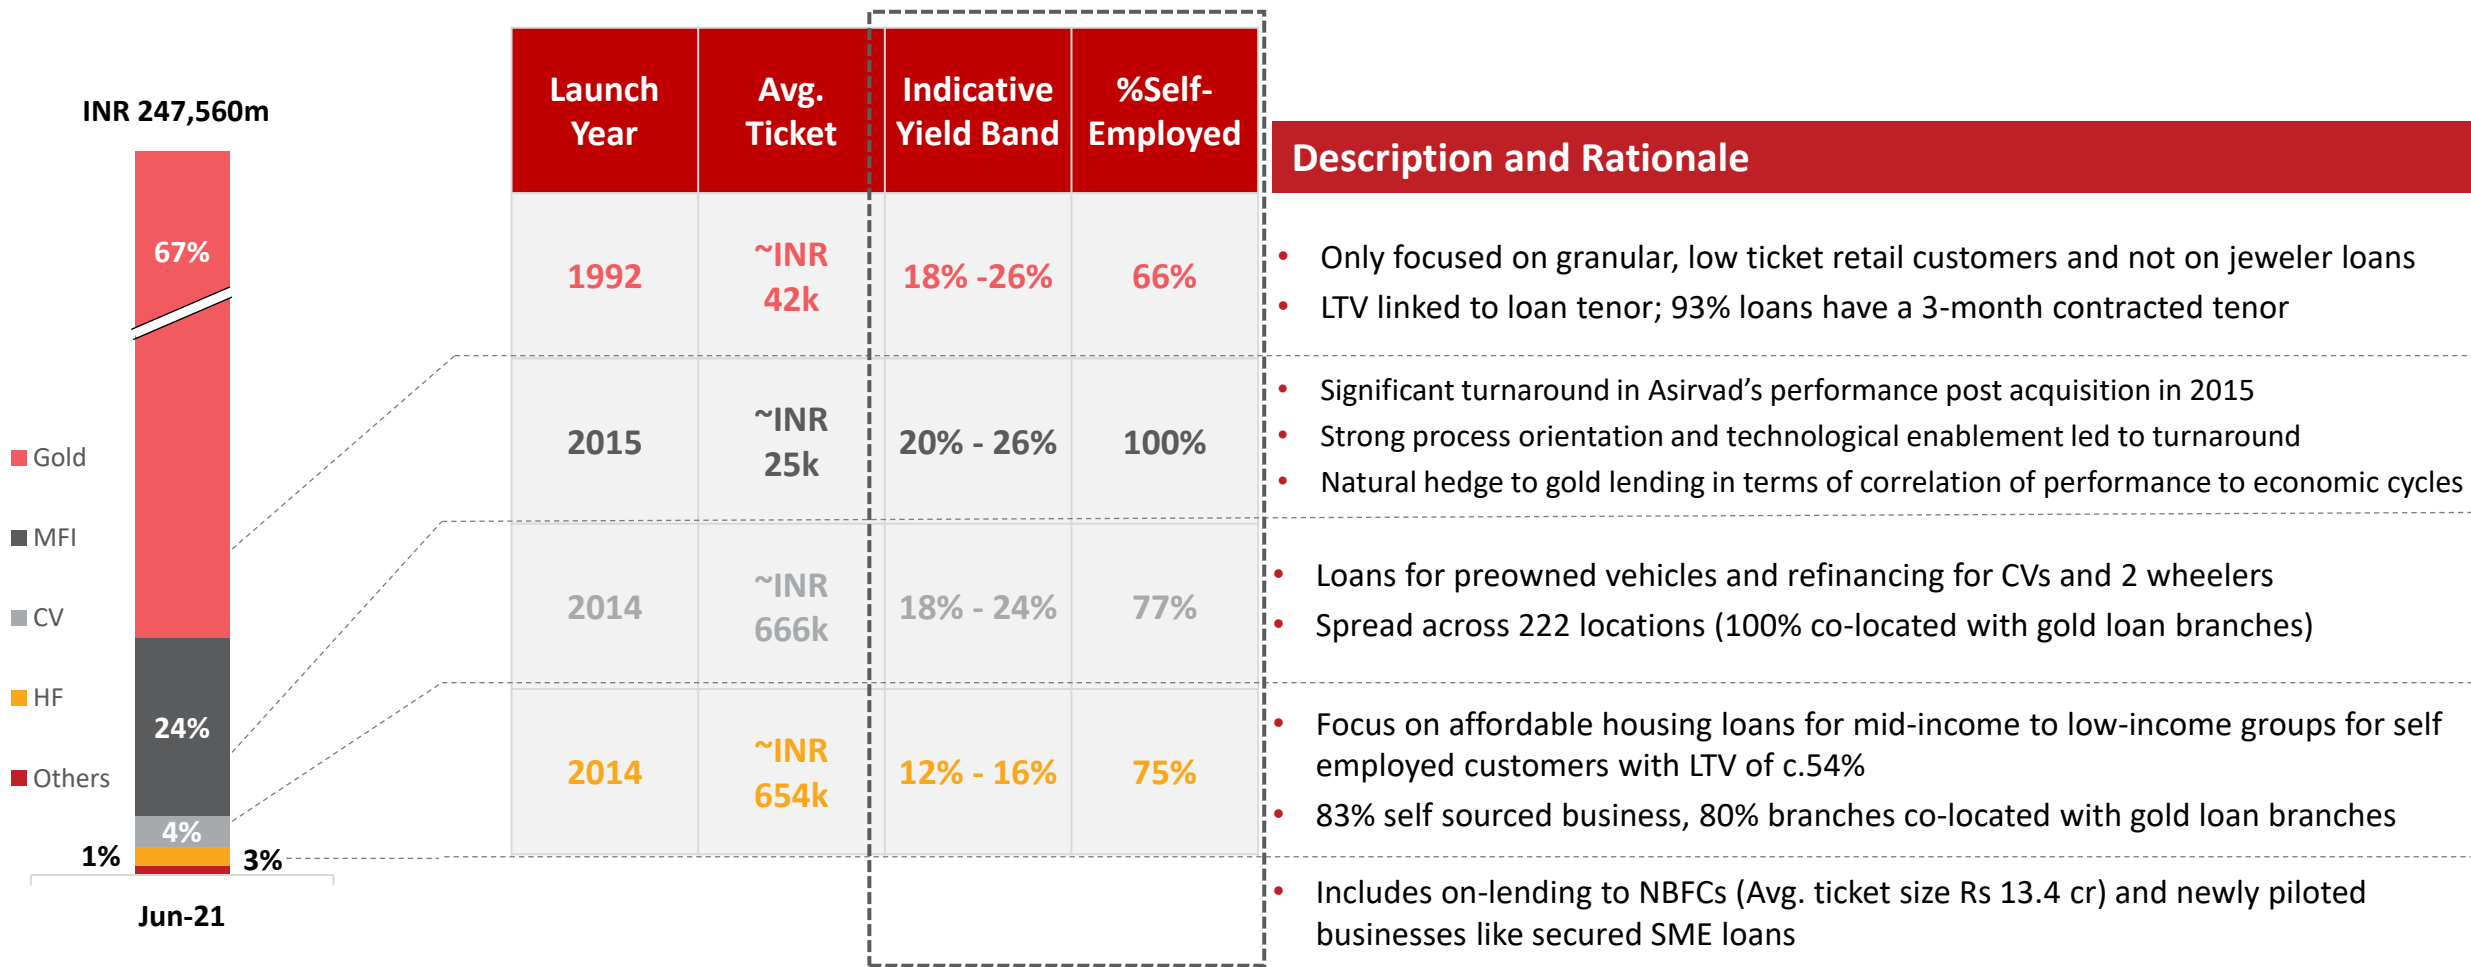 INR 247,560m
67%
24%
4%
1%
3%
Jun-21
Gold
MFI
CV
HF
Others
Launch Year
Avg. Ticket
Indicative Yield Band
%Self-Employed
1992
~INR 42k
18% -26%
66%
2015
~INR 25k
20% - 26%
100%
2014
~INR 666k
18% - 24%
77%
2014
~INR 654k
12% - 16%
75%
Description and Rationale
• Only focused on granular, low ticket retail customers and not on jeweler loans
• LTV linked to loan tenor; 93% loans have a 3-month contracted tenor
• Significant turnaround in Asirvad’s performance post acquisition in 2015
• Strong process orientation and technological enablement led to turnaround
• Natural hedge to gold lending in terms of correlation of performance to economic cycles
• Loans for preowned vehicles and refinancing for CVs and 2 wheelers
• Spread across 222 locations (100% co-located with gold loan branches)
• Focus on affordable housing loans for mid-income to low-income groups for self
employed customers with LTV of c.54%
• 83% self sourced business, 80% branches co-located with gold loan branches
• Includes on-lending to NBFCs (Avg. ticket size Rs 13.4 cr) and newly piloted
businesses like secured SME loans